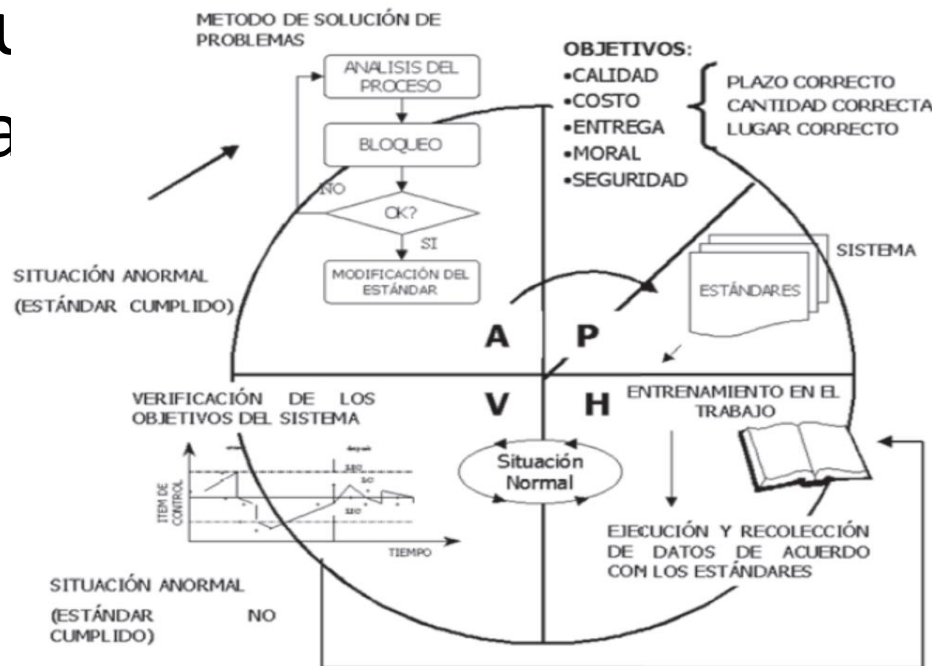 METODO DE SOLUCIÓN DE
PROBLEMAS
ANALISIS DEL
PROCESO
BLOQUEO
NO
OK?
SI
MODIFICACIÓN DEL
ESTÁNDAR
OBJETIVOS:
•CALIDAD
•COSTO
•ENTREGA
•MORAL
•SEGURIDAD
PLAZO CORRECTO
CANTIDAD CORRECTA
LUGAR CORRECTO
SITUACIÓN ANORMAL
(ESTÁNDAR CUMPLIDO)
SISTEMA
ESTÁNDARES
A P
V H
VERIFICACIÓN DE LOS
OBJETIVOS DEL SISTEMA
ITEM DE
CONTROL
TIEMPO
Situación
Normal
ENTRENAMIENTO EN EL
TRABAJO
EJECUCIÓN Y RECOLECCIÓN
DE DATOS DE ACUERDO
CON LOS ESTÁNDARES
SITUACIÓN ANORMAL
(ESTÁNDAR NO
CUMPLIDO)